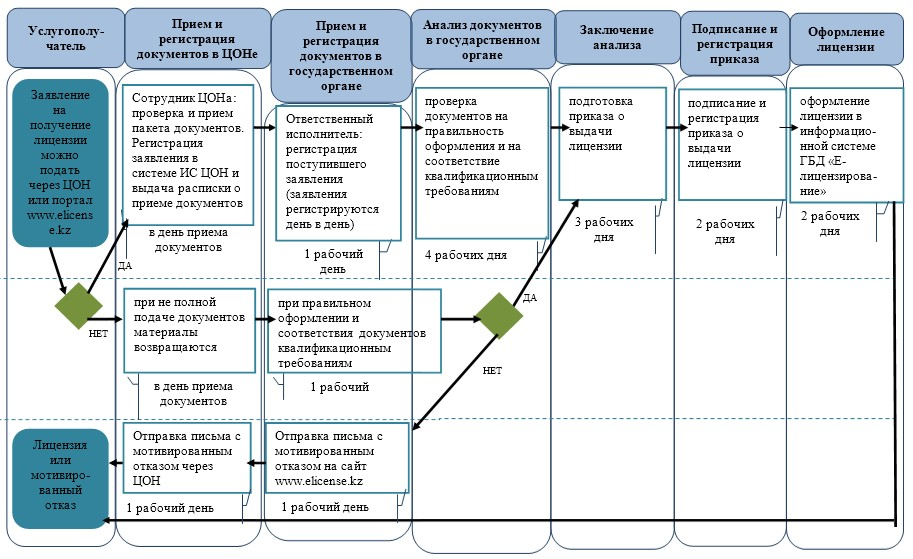 Услугополу-
чатель
Прием и
регистрация
документов в ЦОНе
Прием и
регистрация
документов в
государственном
органе
Анализ документов
в государственном
органе
Заключение
анализа
Подписание и
регистрация
приказа
Оформление
лицензии
Заявление
на
получение
лицензии
можно
подать
через ЦОН
или портал
www.elicens
e.kz
Сотрудник ЦОНа:
проверка и прием
пакета документов.
Регистрация
заявления в
системе ИС ЦОН и
выдача расписки о
приеме документов
Ответственный
исполнитель:
регистрация
поступившего
заявления
(заявления
регистрируются
день в день)
проверка
документов на
правильность
оформления и на
соответствие
квалификационным
требованиям
подготовка
приказа о
выдачи
лицензии
подписание и
регистрация
приказа о
выдачи
лицензии
оформление
лицензии в
информацио-
нной системе
ГБД «Е-
лицензирова-
ние»
в день приема
документов
1 рабочий
день
4 рабочих дня
3 рабочих
дня
2 рабочих
дня
2 рабочих
дня
ДА
НЕТ
при не полной
подаче документов
материалы
возвращаются
при правильном
оформлении и
соответствия документов
квалификационным
требованиям
ДА
НЕТ
в день приема
документов
1 рабочий
Лицензия
или
мотивиро-
ванный
отказ
Отправка письма с
мотивированным
отказом через
ЦОН
Отправка письма с
мотивированным
отказом на сайт
www.elicense.kz
1 рабочий день
1 рабочий день